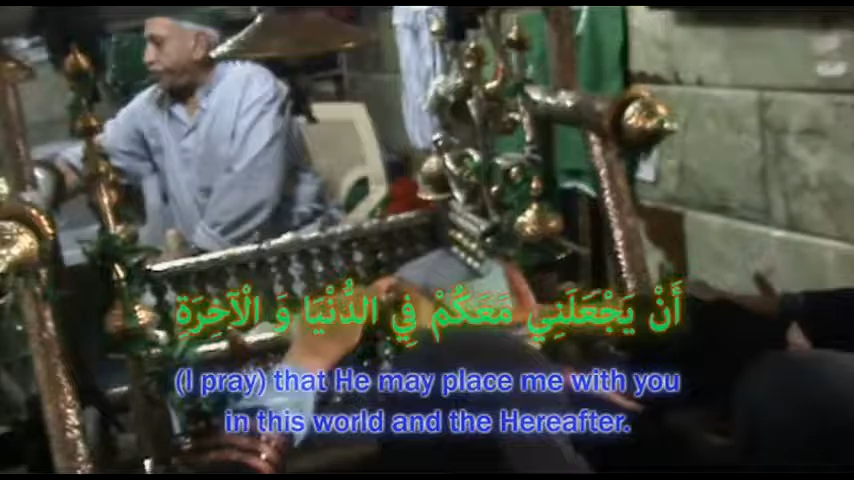 أَنْ يَجْعَلَنِي مَعَكُمْ فِي الدُّنْيَا وَ الْآخِرَةِ
(I pray) that He may place me with you
in this world and the Hereafter.